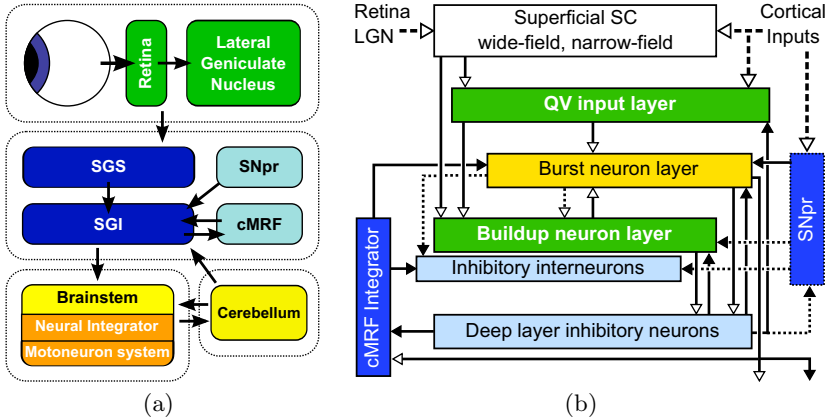 Retina
Lateral
Geniculate
Nucleus
SGS
SNpr
SGI
cMRF
Brainstem
Neural Integrator
Motoneuron system
Cerebellum
(a)
Retina
LGN
Superficial SC
wide-field, narrow-field
Cortical
Inputs
QV input layer
Burst neuron layer
SNpr
Buildup neuron layer
Inhibitory interneurons
cMRF Integrator
Deep layer inhibitory neurons
(b)